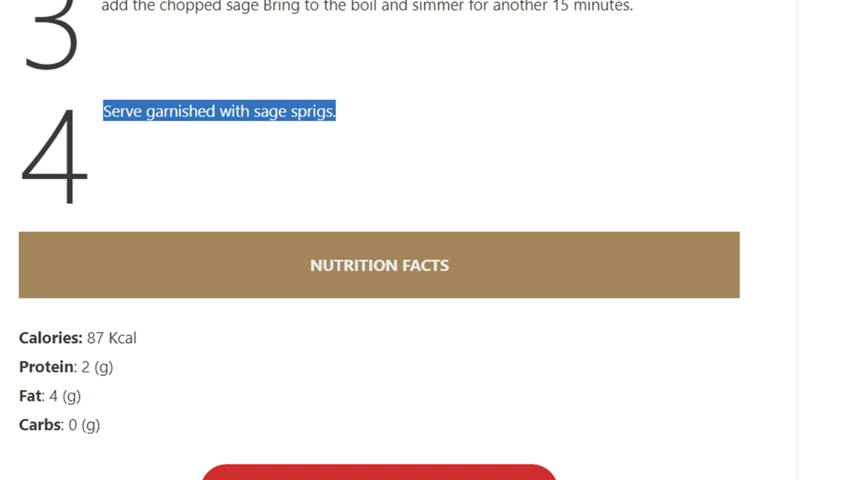 3
add the chopped sage Bring to the boil and simmer for another 15 minutes.
4
Serve garnished with sage sprigs.
NUTRITION FACTS
Calories: 87 Kcal
Protein: 2 (g)
Fat: 4 (g)
Carbs: 0 (g)